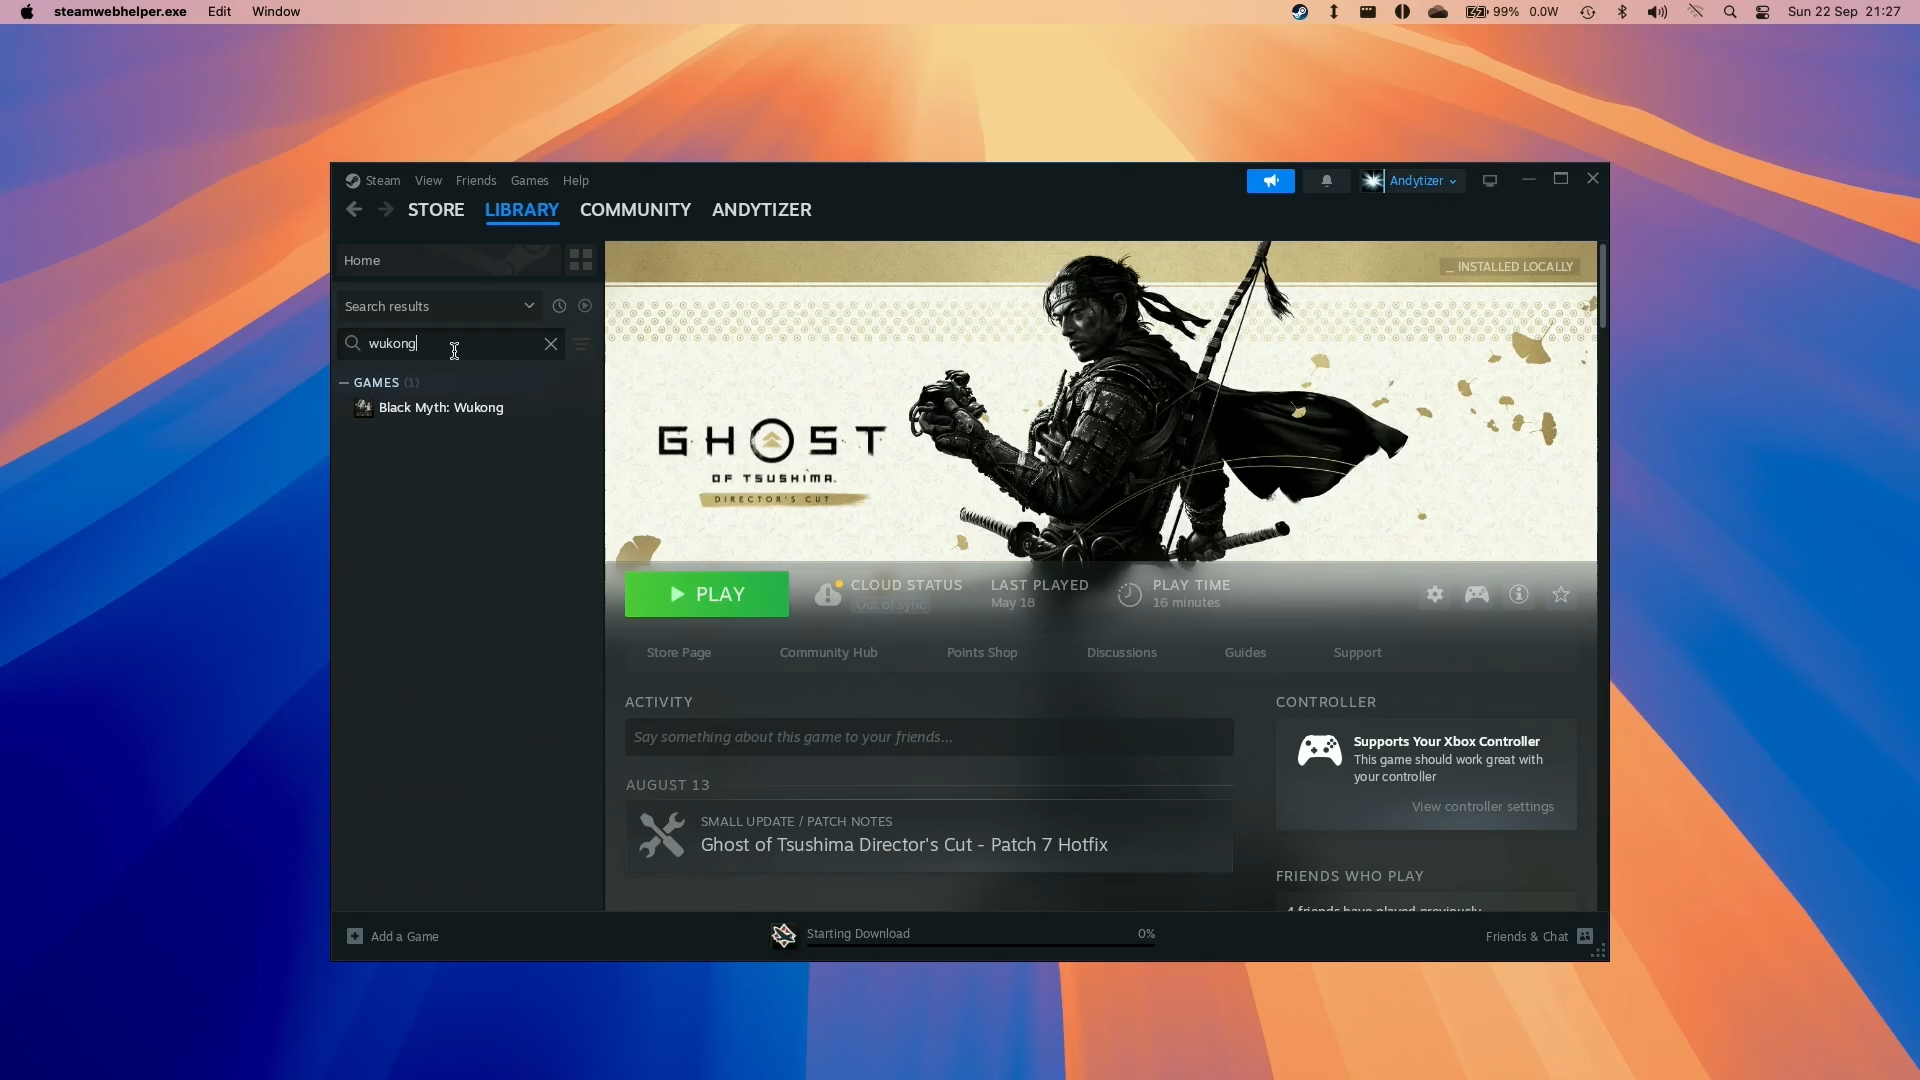 steamwebhelper.exe Edit Window
99% 0.0W Sun 22 Sep 21:27
Steam View Friends Games Help
Andytizer
STORE LIBRARY COMMUNITY ANDYTIZER
Home
Search results
wukong
GAMES (1)
Black Myth: Wukong
INSTALLED LOCALLY
GHOST
OF TSUSHIMA.
DIRECTOR'S CUT
PLAY
CLOUD STATUS
Out of sync
LAST PLAYED
May 18
PLAY TIME
16 minutes
Store Page Community Hub Points Shop Discussions Guides Support
ACTIVITY
Say something about this game to your friends...
AUGUST 13
SMALL UPDATE / PATCH NOTES
Ghost of Tsushima Director's Cut - Patch 7 Hotfix
CONTROLLER
Supports Your Xbox Controller
This game should work great with
your controller
View controller settings
FRIENDS WHO PLAY
4 friends have played previously
Add a Game
Starting Download 0%
Friends & Chat